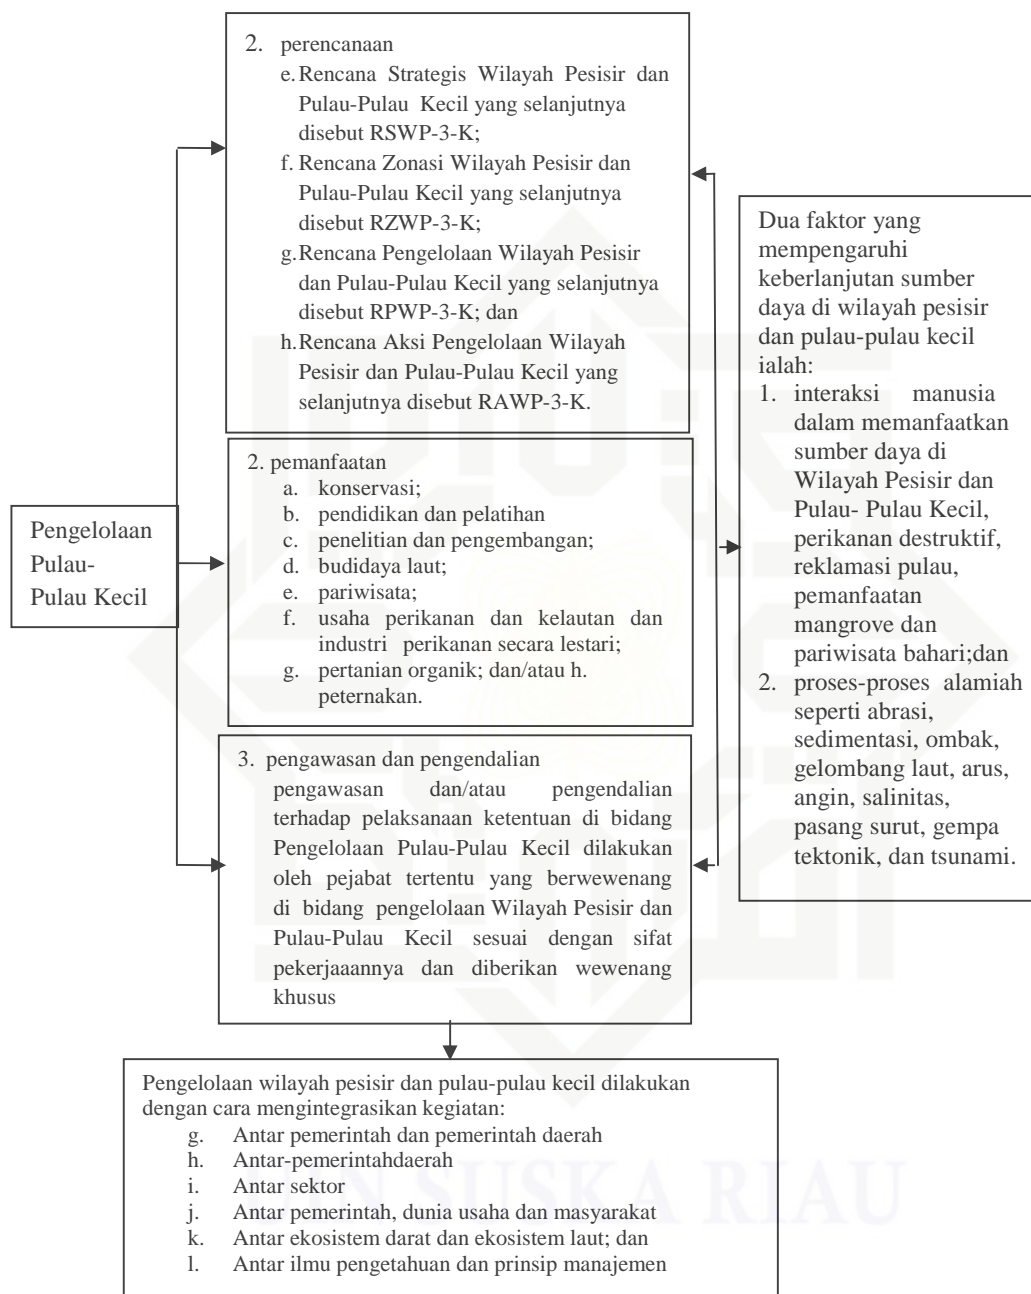 2. perencanaan
e. Rencana Strategis Wilayah Pesisir dan
Pulau-Pulau Kecil yang selanjutnya
disebut RSWP-3-K;
f. Rencana Zonasi Wilayah Pesisir dan
Pulau-Pulau Kecil yang selanjutnya
disebut RZWP-3-K;
g. Rencana Pengelolaan Wilayah Pesisir
dan Pulau-Pulau Kecil yang selanjutnya
disebut RPWP-3-K; dan
h. Rencana Aksi Pengelolaan Wilayah
Pesisir dan Pulau-Pulau Kecil yang
selanjutnya disebut RAWP-3-K.
Pengelolaan
Pulau-
Pulau Kecil
2. pemanfaatan
a. konservasi;
b. pendidikan dan pelatihan
c. penelitian dan pengembangan;
d. budidaya laut;
e. pariwisata;
f. usaha perikanan dan kelautan dan
industri perikanan secara lestari;
g. pertanian organik; dan/atau h.
peternakan.
3. pengawasan dan pengendalian
pengawasan dan/atau pengendalian
terhadap pelaksanaan ketentuan di bidang
Pengelolaan Pulau-Pulau Kecil dilakukan
oleh pejabat tertentu yang berwewenang
di bidang pengelolaan Wilayah Pesisir dan
Pulau-Pulau Kecil sesuai dengan sifat
pekerjaaannya dan diberikan wewenang
khusus
Dua faktor yang
mempengaruhi
keberlanjutan sumber
daya di wilayah pesisir
dan pulau-pulau kecil
ialah:
1. interaksi manusia
dalam memanfaatkan
sumber daya di
Wilayah Pesisir dan
Pulau- Pulau Kecil,
perikanan destruktif,
reklamasi pulau,
pemanfaatan
mangrove dan
pariwisata bahari;dan
2. proses-proses alamiah
seperti abrasi,
sedimentasi, ombak,
gelombang laut, arus,
angin, salinitas,
pasang surut, gempa
tektonik, dan tsunami.
Pengelolaan wilayah pesisir dan pulau-pulau kecil dilakukan
dengan cara mengintegrasikan kegiatan:
g. Antar pemerintah dan pemerintah daerah
h. Antar-pemerintahdaerah
i. Antar sektor
j. Antar pemerintah, dunia usaha dan masyarakat
k. Antar ekosistem darat dan ekosistem laut; dan
l. Antar ilmu pengetahuan dan prinsip manajemen
UIN SUSKA RIAU